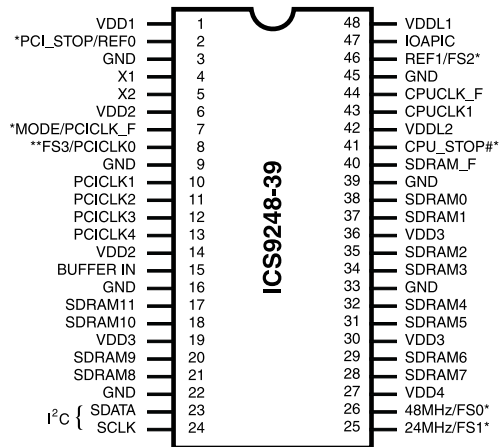 VDD1 1 48 VDDL1
*PCI_STOP/REF0 2 47 IOAPIC
GND 3 46 REF1/FS2*
X1 4 45 GND
X2 5 44 CPUCLK_F
VDD2 6 43 CPUCLK1
*MODE/PCICLK_F 7 42 VDDL2
**FS3/PCICLK0 8 41 CPU_STOP#*
GND 9 40 SDRAM_F
PCICLK1 10 39 GND
PCICLK2 11 38 SDRAM0
PCICLK3 12 37 SDRAM1
PCICLK4 13 36 VDD3
VDD2 14 35 SDRAM2
BUFFER IN 15 34 SDRAM3
GND 16 33 GND
SDRAM11 17 32 SDRAM4
SDRAM10 18 31 SDRAM5
VDD3 19 30 VDD3
SDRAM9 20 29 SDRAM6
SDRAM8 21 28 SDRAM7
GND 22 27 VDD4
I²C { SDATA 23 26 48MHz/FS0*
SCLK 24 25 24MHz/FS1*
ICS9248-39